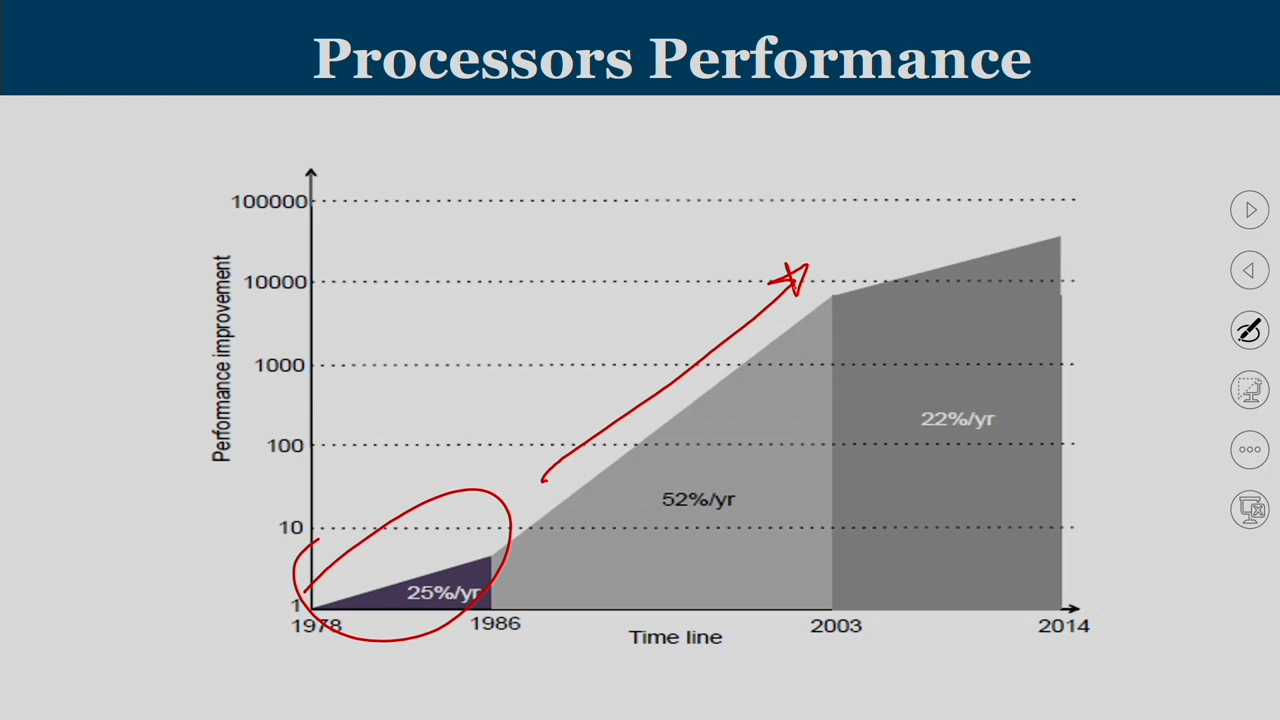 Processors Performance
100000
10000
1000
100
10
1
Performance improvement
25%/yr
52%/yr
22%/yr
1978
1986
2003
2014
Time line